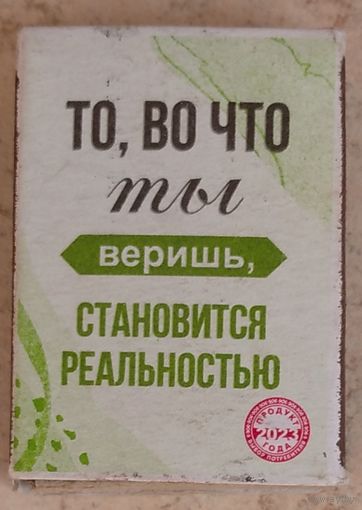 ТО, ВО ЧТО
ты
веришь,
СТАНОВИТСЯ
РЕАЛЬНОСТЬЮ
ПРОДУКТ
2023
ГОДА